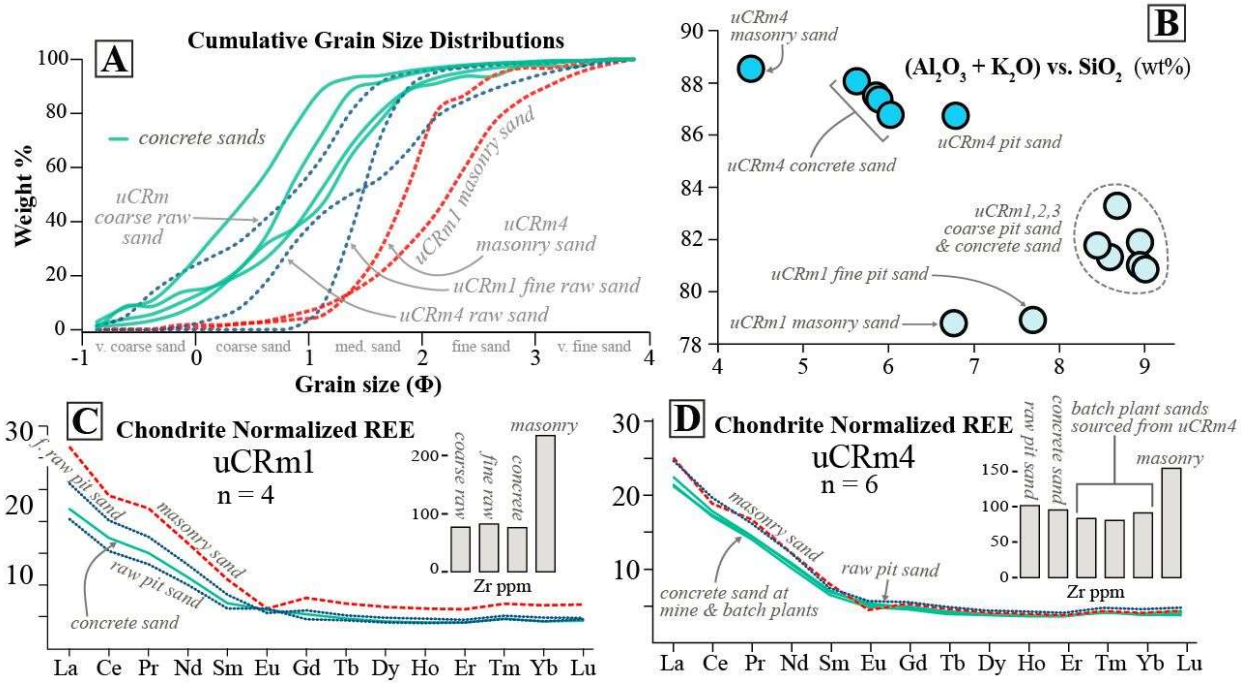 A
Cumulative Grain Size Distributions
100
80
60
40
20
0
Weight %
concrete sands
uCRm
coarse raw
sand
uCRm1 masonry sand
uCRm4
masonry sand
uCRm1 fine raw sand
uCRm4 raw sand
v. coarse sand
coarse sand
med. sand
fine sand
v. fine sand
-1
0
1
2
3
4
Grain size (Φ)
B
(Al₂O₃ + K₂O) vs. SiO₂ (wt%)
90
88
86
84
82
80
78
uCRm4
masonry sand
uCRm4 concrete sand
uCRm4 pit sand
uCRm1,2,3
coarse pit sand
& concrete sand
uCRm1 fine pit sand
uCRm1 masonry sand
4
5
6
7
8
9
C
Chondrite Normalized REE
uCRm1
n = 4
30
20
10
f. raw pit sand
masonry sand
raw pit sand
concrete sand
200
100
0
coarse raw
fine raw
concrete
masonry
Zr ppm
La Ce Pr Nd Sm Eu Gd Tb Dy Ho Er Tm Yb Lu
D
Chondrite Normalized REE
uCRm4
n = 6
30
20
10
masonry sand
raw pit sand
concrete sand at
mine & batch plants
150
100
50
0
raw pit sand
concrete sand
batch plant sands
sourced from uCRm4
masonry
Zr ppm
La Ce Pr Nd Sm Eu Gd Tb Dy Ho Er Tm Yb Lu